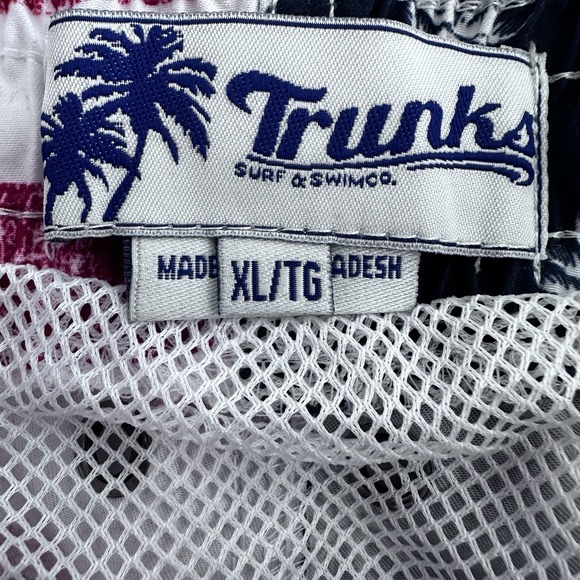 Trunks
SURF & SWIM CO.
MADE XL/TG ADESH